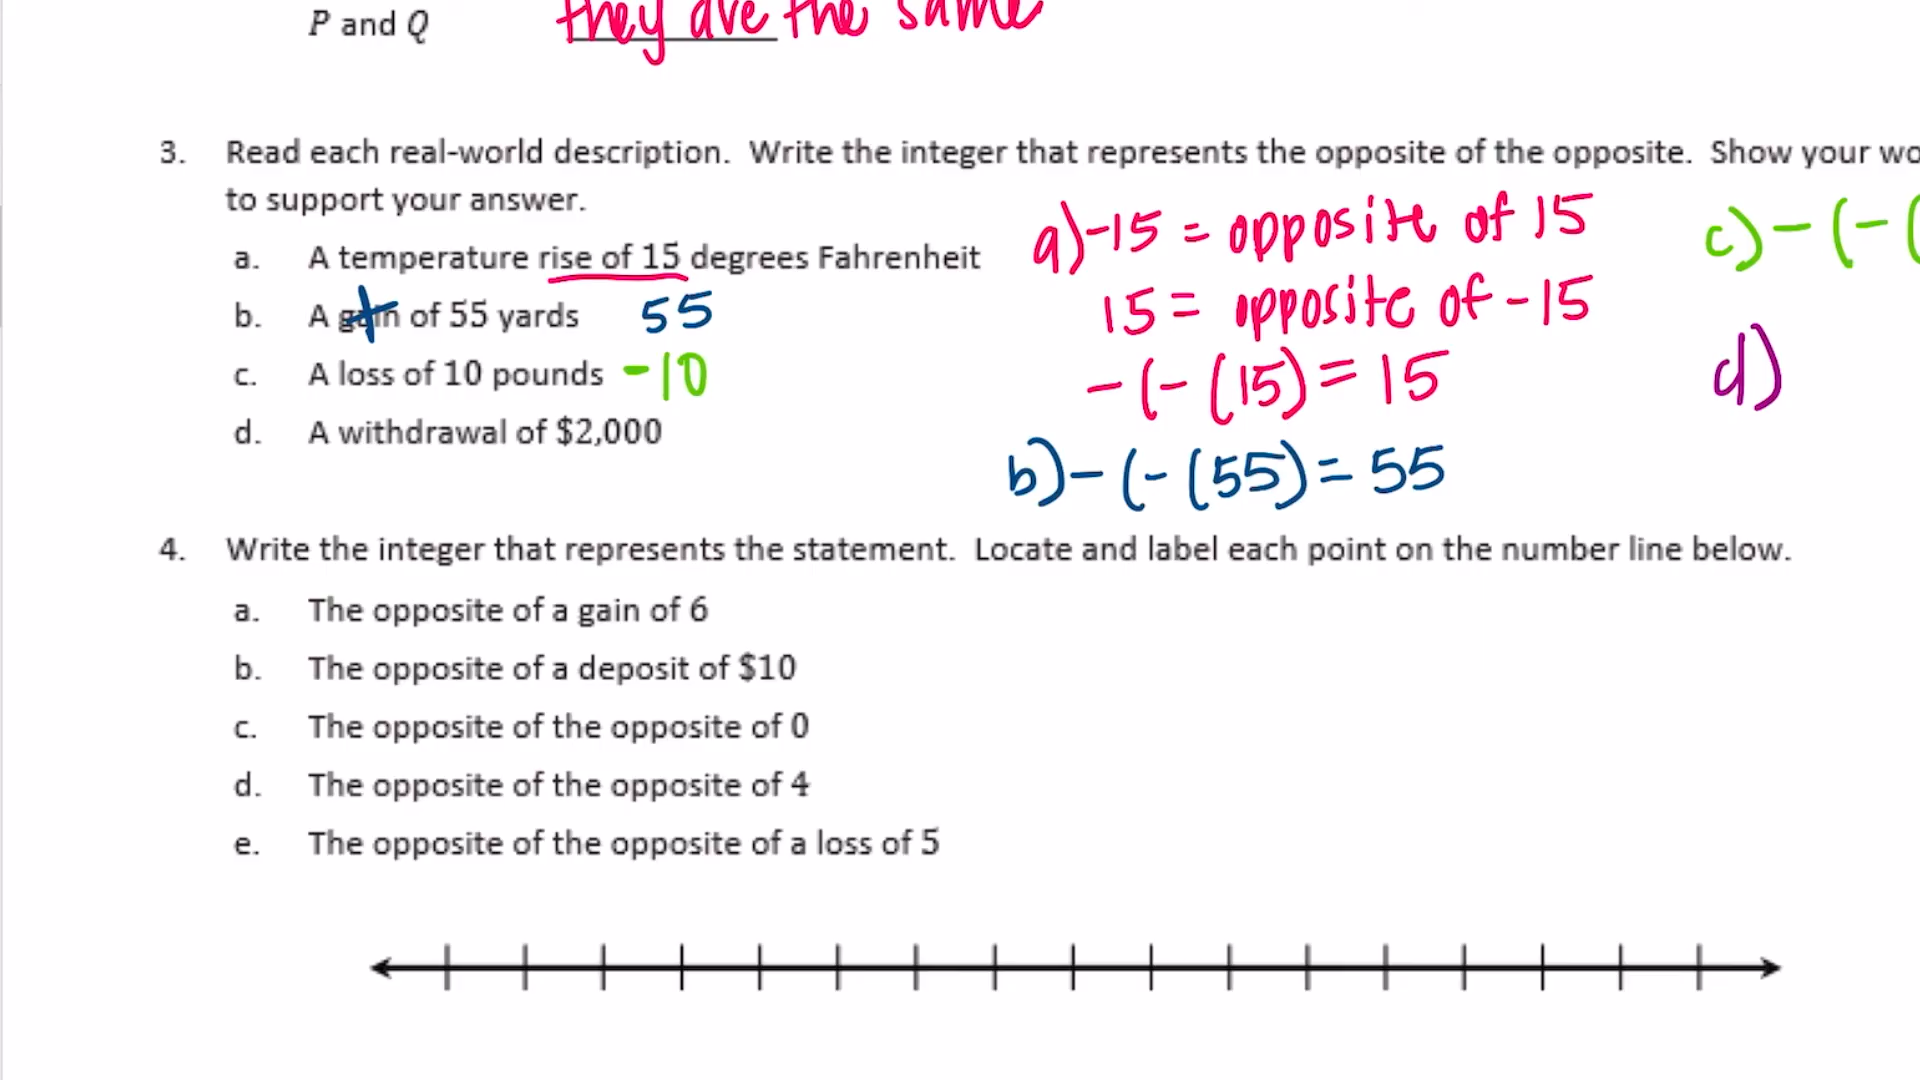 P and Q they are the same
3. Read each real-world description. Write the integer that represents the opposite of the opposite. Show your wo
to support your answer.
a. A temperature rise of 15 degrees Fahrenheit
b. A gain of 55 yards 55
c. A loss of 10 pounds -10
d. A withdrawal of $2,000
a) -15 = opposite of 15
15 = opposite of -15
- (- (15) = 15
b) - (- (55) = 55
c) - (- (
d)
4. Write the integer that represents the statement. Locate and label each point on the number line below.
a. The opposite of a gain of 6
b. The opposite of a deposit of $10
c. The opposite of the opposite of 0
d. The opposite of the opposite of 4
e. The opposite of the opposite of a loss of 5